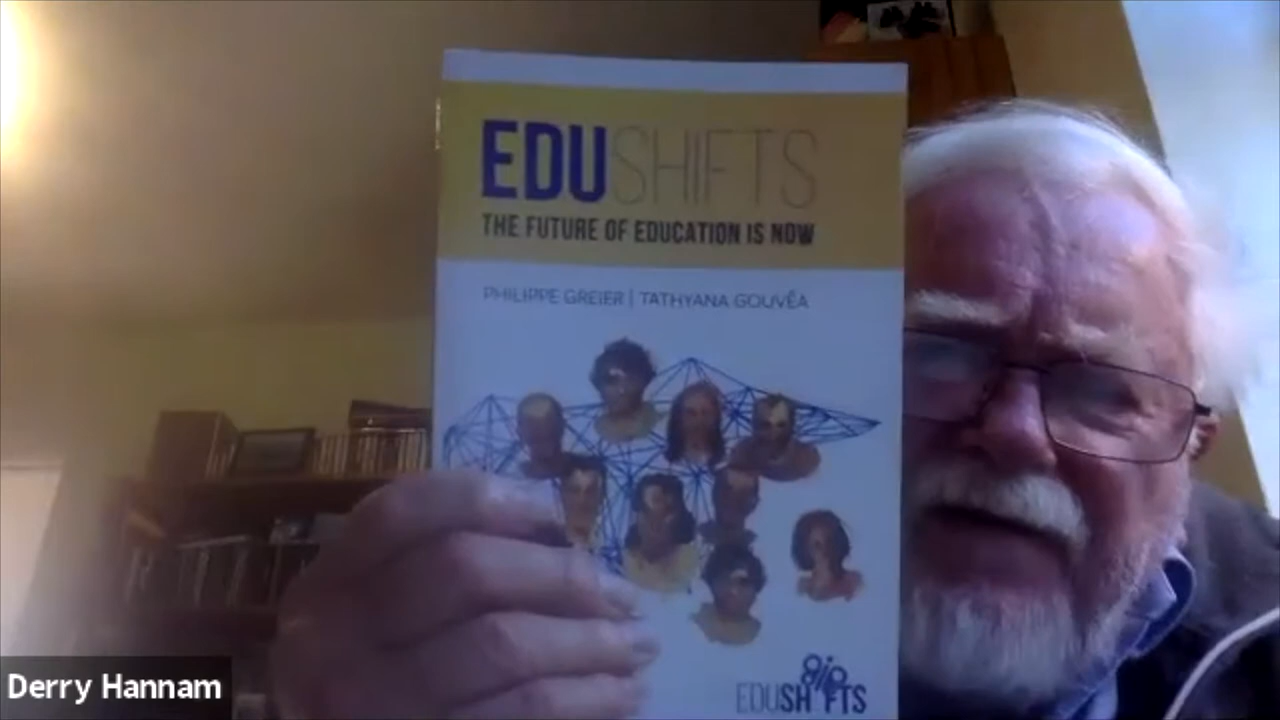 EDUSHIFTS
THE FUTURE OF EDUCATION IS NOW
PHILIPPE GREIER | TATHYANA GOUVÊA
EDUSHIFTS
Derry Hannam